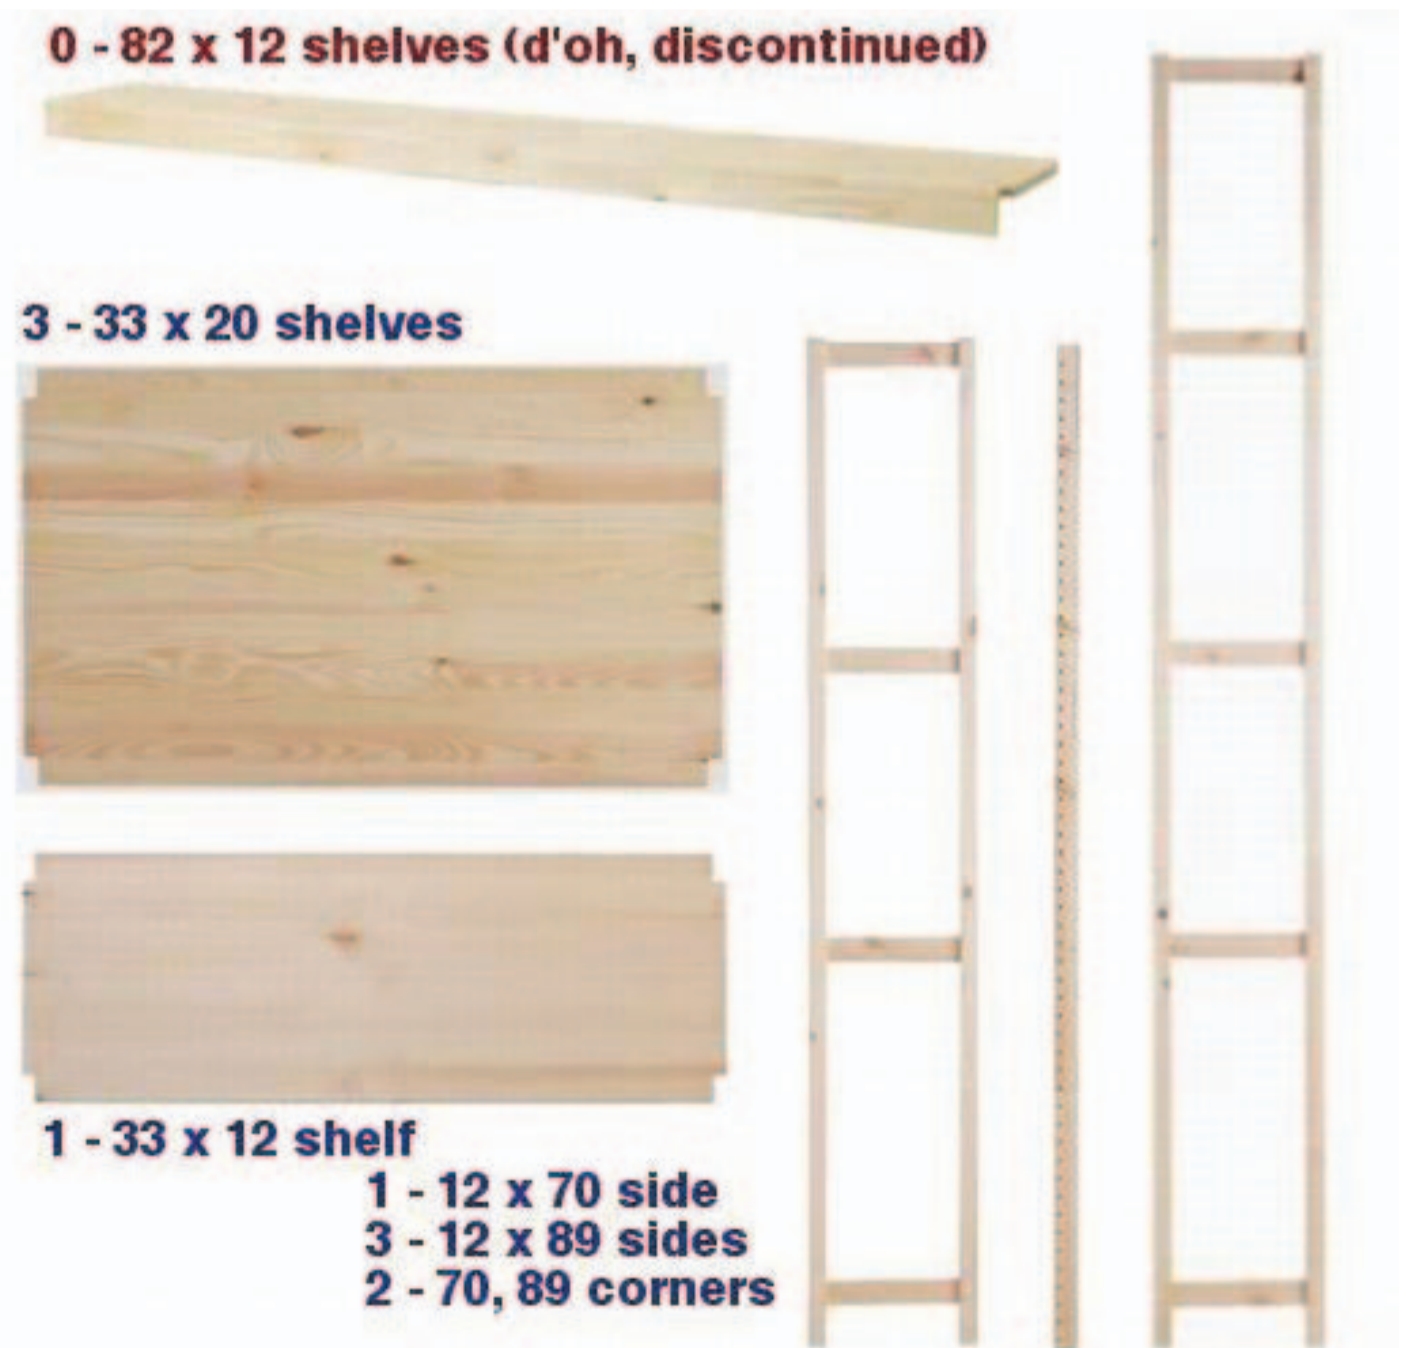 0 - 82 x 12 shelves (d'oh, discontinued)
3 - 33 x 20 shelves
1 - 33 x 12 shelf
1 - 12 x 70 side
3 - 12 x 89 sides
2 - 70, 89 corners